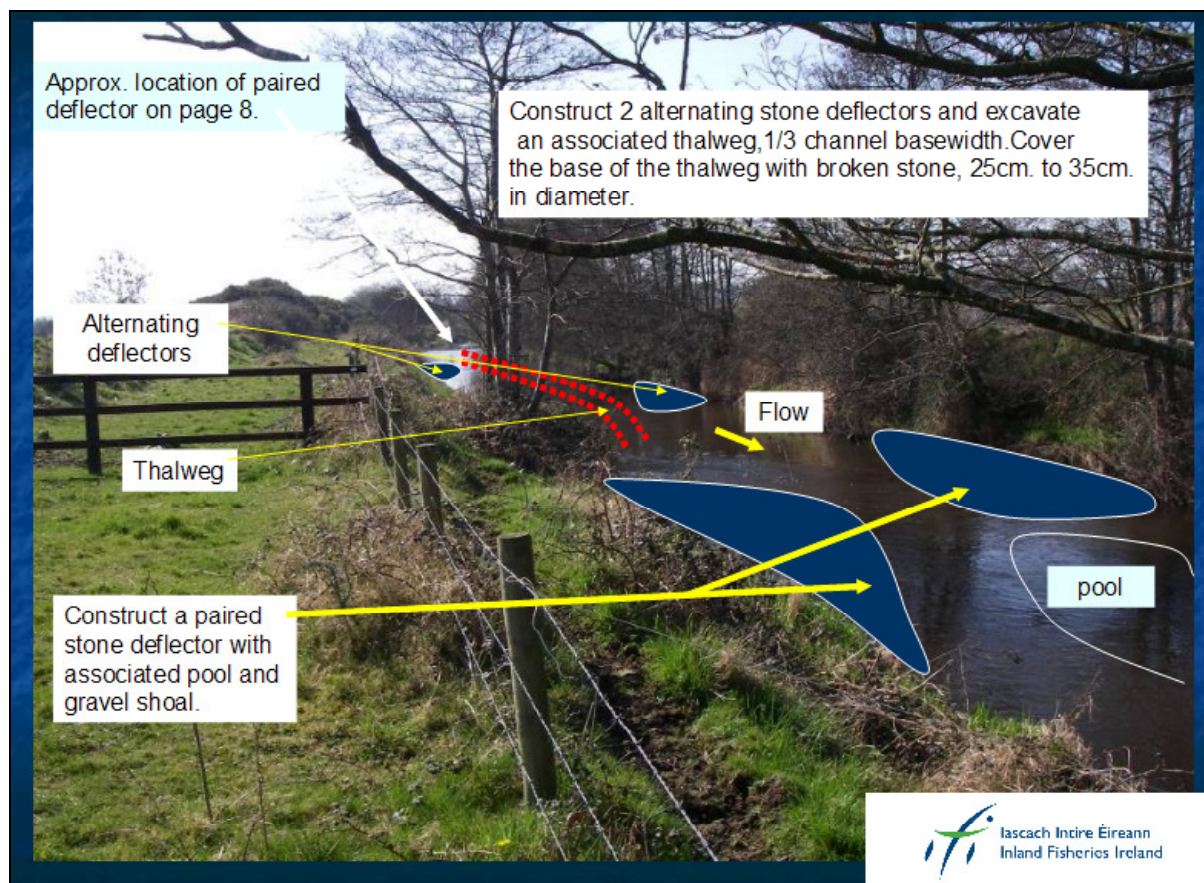 Approx. location of paired
deflector on page 8.
Construct 2 alternating stone deflectors and excavate
an associated thalweg,1/3 channel basewidth.Cover
the base of the thalweg with broken stone, 25cm. to 35cm.
in diameter.
Alternating
deflectors
Flow
Thalweg
pool
Construct a paired
stone deflector with
associated pool and
gravel shoal.
Iascach Intíre Éireann
Inland Fisheries Ireland